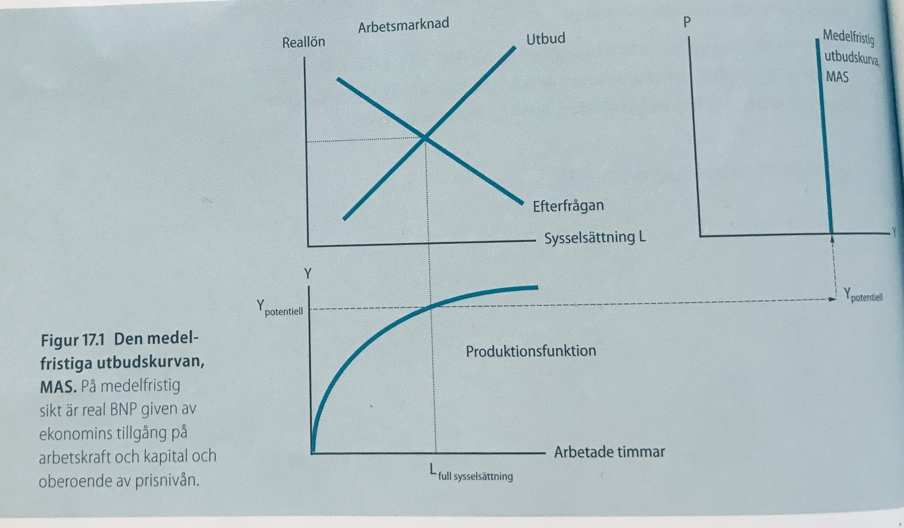 Arbetsmarknad
Reallön
Utbud
Efterfrågan
Sysselsättning L
P
Medelfristig
utbudskurva,
MAS
Y
Y
Y potentiell
Y potentiell
Produktionsfunktion
Arbetade timmar
L full sysselsättning
Figur 17.1 Den medel-
fristiga utbudskurvan,
MAS. På medelfristig
sikt är real BNP given av
ekonomins tillgång på
arbetskraft och kapital och
oberoende av prisnivån.